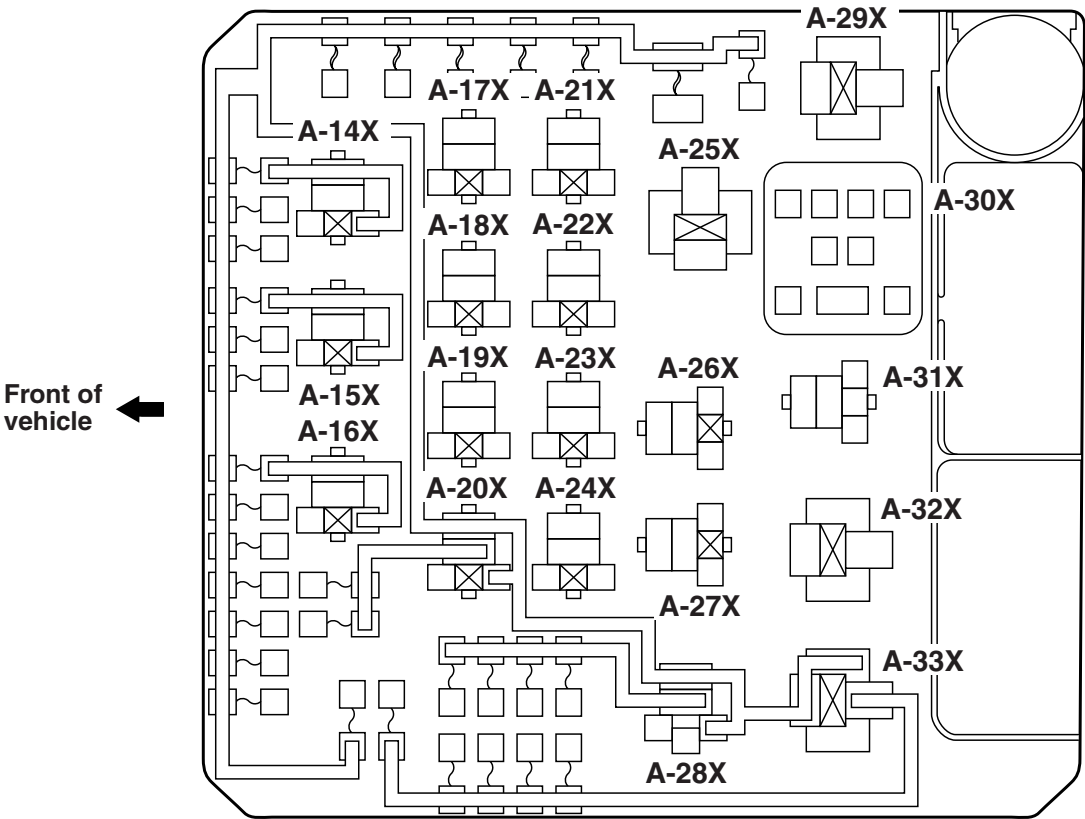 A-29X
A-17X
A-21X
A-14X
A-25X
A-30X
A-18X
A-22X
A-19X
A-23X
A-26X
A-31X
Front of
vehicle
A-15X
A-16X
A-20X
A-24X
A-32X
A-27X
A-33X
A-28X